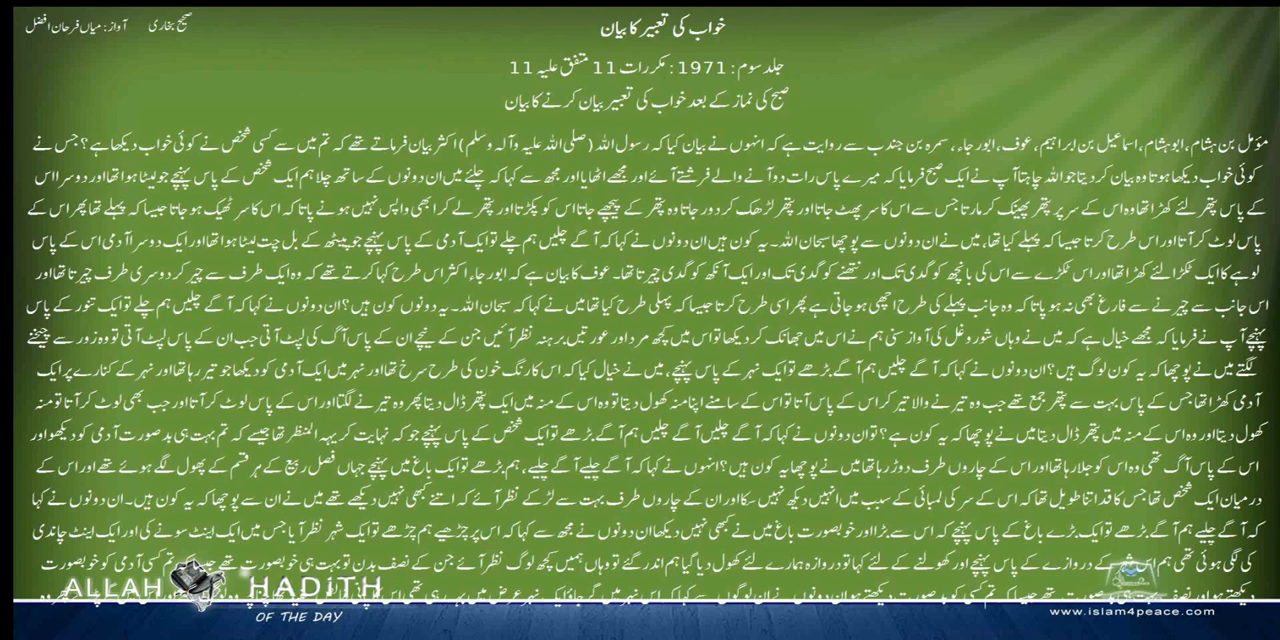 صحیح بخاری
آواز: میاں فرحان افضل
خواب کی تعبیر کا بیان
جلد سوم : 1971 : مکررات 11 متفق علیہ 11
صبح کی نماز کے بعد خواب کی تعبیر بیان کرنے کا بیان
مؤمل بن ہشام، ابوہشام، اسماعیل بن ابراہیم، عوف، ابورجاء، سمرہ بن جندب سے روایت ہے کہ انہوں نے بیان کیا کہ رسول اللہ (صلی اللہ علیہ وآلہ وسلم) اکثر بیان فرماتے تھے کہ تم میں سے کسی شخص نے کوئی خواب دیکھا ہے؟ جس نے
کوئی خواب دیکھا ہوتا وہ بیان کردیتا جو اللہ چاہتا آپ نے ایک صبح فرمایا کہ میرے پاس رات دو آنے والے فرشتے آئے اور مجھے اٹھایا اور مجھ سے کہا کہ چلئے میں ان دونوں کے ساتھ چلا ہم ایک شخص کے پاس پہنچے جو لیٹا ہوا تھا اور دوسرا اس
کے پاس پتھر لئے کھڑا تھا وہ اس کے سر پر پتھر پھینک کر مارتا جس سے اس کا سر پھٹ جاتا اور پتھر لڑھک کر دور جاتا وہ پتھر کے پیچھے جاتا اس کو پکڑتا اور پتھر لے کر ابھی واپس نہیں ہونے پاتا کہ اس کا سر ٹھیک ہو جاتا جیسا کہ پہلے تھا پھر اس کے
پاس لوٹ کر آتا اور اس طرح کرتا جیسا کہ پہلے کیا تھا، میں نے ان دونوں سے پوچھا سبحان اللہ۔ یہ کون ہیں ان دونوں نے کہا کہ آگے چلیں ہم چلے تو ایک آدمی کے پاس پہنچے جو پیٹھ کے بل چت لیٹا ہوا تھا اور ایک دوسرا آدمی اس کے پاس
لوہے کا ایک ٹکڑا لئے کھڑا تھا اور اس ٹکڑے سے اس کی بانچھ کو گدی تک اور نتھنے کو گدی تک اور ایک آنکھ کو گدی چیرتا تھا۔ عوف کا بیان ہے کہ ابورجاء اکثر اس طرح کہا کرتے تھے کہ وہ ایک طرف سے چیر کر دوسری طرف چیرتا تھا اور
اس جانب سے چیرنے سے فارغ بھی نہ ہو پاتا کہ وہ جانب پہلے کی طرح اچھی ہو جاتی ہے پھر اسی طرح کرتا جیسا کہ پہلی طرح کیا تھا میں نے کہا کہ سبحان اللہ۔ یہ دونوں کون ہیں؟ ان دونوں نے کہا کہ آگے چلیں ہم چلے تو ایک تنور کے پاس
پہنچے آپ نے فرمایا کہ مجھے خیال ہے کہ میں نے وہاں شور و غل کی آواز سنی ہم نے اس میں جھانک کر دیکھا تو اس میں کچھ مرد اور عورتیں برہنہ نظر آئیں جن کے نیچے ان کے پاس آگ کی لپٹ آتی جب ان کے پاس لپٹ آتی تو وہ زور سے چیخنے
لگتے میں نے پوچھا کہ یہ کون لوگ ہیں؟ ان دونوں نے کہا کہ آگے چلیں ہم آگے بڑھے تو ایک نہر کے پاس پہنچے، میں نے خیال کیا کہ اس کا رنگ خون کی طرح سرخ تھا اور نہر میں ایک آدمی کو دیکھا جو تیر رہا تھا اور نہر کے کنارے پر ایک
آدمی کھڑا تھا جس کے پاس بہت سے پتھر جمع تھے جب وہ تیرنے والا تیر کر اس کے پاس آتا تو اس کے سامنے اپنا منہ کھول دیتا تو وہ اس کے منہ میں ایک پتھر ڈال دیتا پھر وہ تیرنے لگتا اور اس کے پاس لوٹ کر آتا اور جب بھی لوٹ کر آتا تو منہ
کھول دیتا اور وہ اس کے منہ میں پتھر ڈال دیتا میں نے پوچھا کہ یہ کون ہے؟ تو ان دونوں نے کہا کہ آگے چلیں آگے چلیں ہم آگے بڑھے تو ایک شخص کے پاس پہنچے جو کہ نہایت کریہہ المنظر تھا جیسے کہ تم بہت ہی بدصورت آدمی کو دیکھو اور
اس کے پاس آگ تھی وہ اس کو جلا رہا تھا اور اس کے چاروں طرف دوڑ رہا تھا میں نے پوچھا یہ کون ہیں؟ انہوں نے کہا کہ آگے چلیے آگے چلیے، ہم بڑھے تو ایک باغ میں پہنچے جہاں فصل ربیع کے ہر قسم کے پھول لگے ہوئے تھے اور اس کے
درمیان ایک شخص تھا جس کا قد اتنا طویل تھا کہ اس کے سر کی لمبائی کے سبب میں انہیں دیکھ نہیں سکا اور ان کے چاروں طرف بہت سے لڑکے نظر آئے کہ اتنے کبھی نہیں دیکھے تھے میں نے ان سے پوچھا کہ یہ کون ہیں۔ ان دونوں نے کہا
کہ آگے چلیے ہم آگے بڑھے تو ایک بڑے باغ کے پاس پہنچے کہ اس سے بڑا اور خوبصورت باغ میں نے کبھی نہیں دیکھا ان دونوں نے مجھ سے کہا کہ اس پر چڑھیے ہم چڑھے تو ایک شہر نظر آیا جس میں ایک اینٹ سونے کی اور ایک اینٹ چاندی
کی لگی ہوئی تھی ہم اس شہر کے دروازے کے پاس پہنچے اور کھولنے کے لئے کہا تو دروازہ ہمارے لئے کھول دیا گیا ہم اندر گئے تو وہاں ہمیں کچھ لوگ نظر آئے جن کے نصف بدن تو بہت ہی خوبصورت تھے تم کسی آدمی کو خوبصورت
ALLAH HADITH
OF THE DAY
www.islam4peace.com